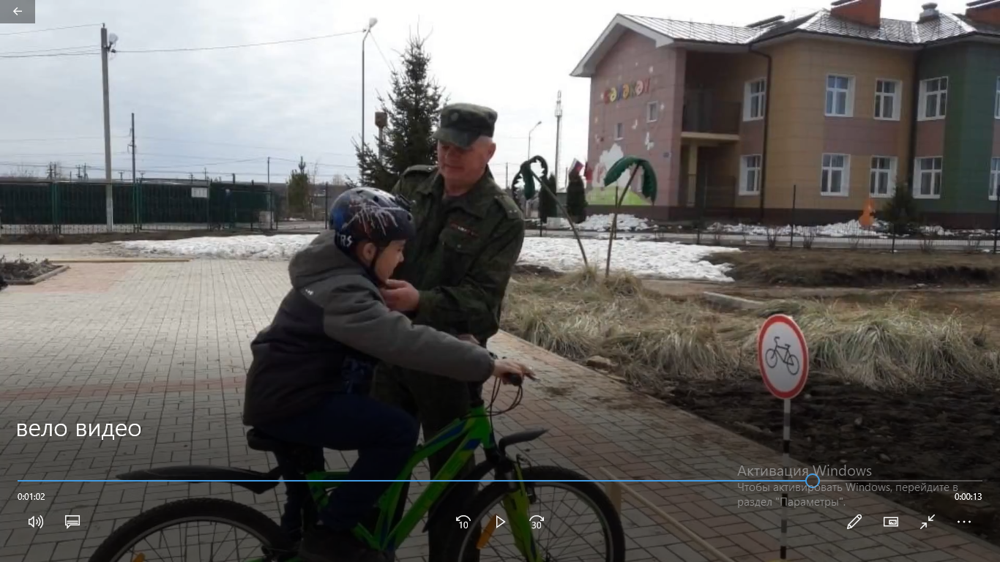 вело видео
Активация Windows
Чтобы активировать Windows, перейдите в
раздел "Параметры".
0:01:02
0:00:13
10
30